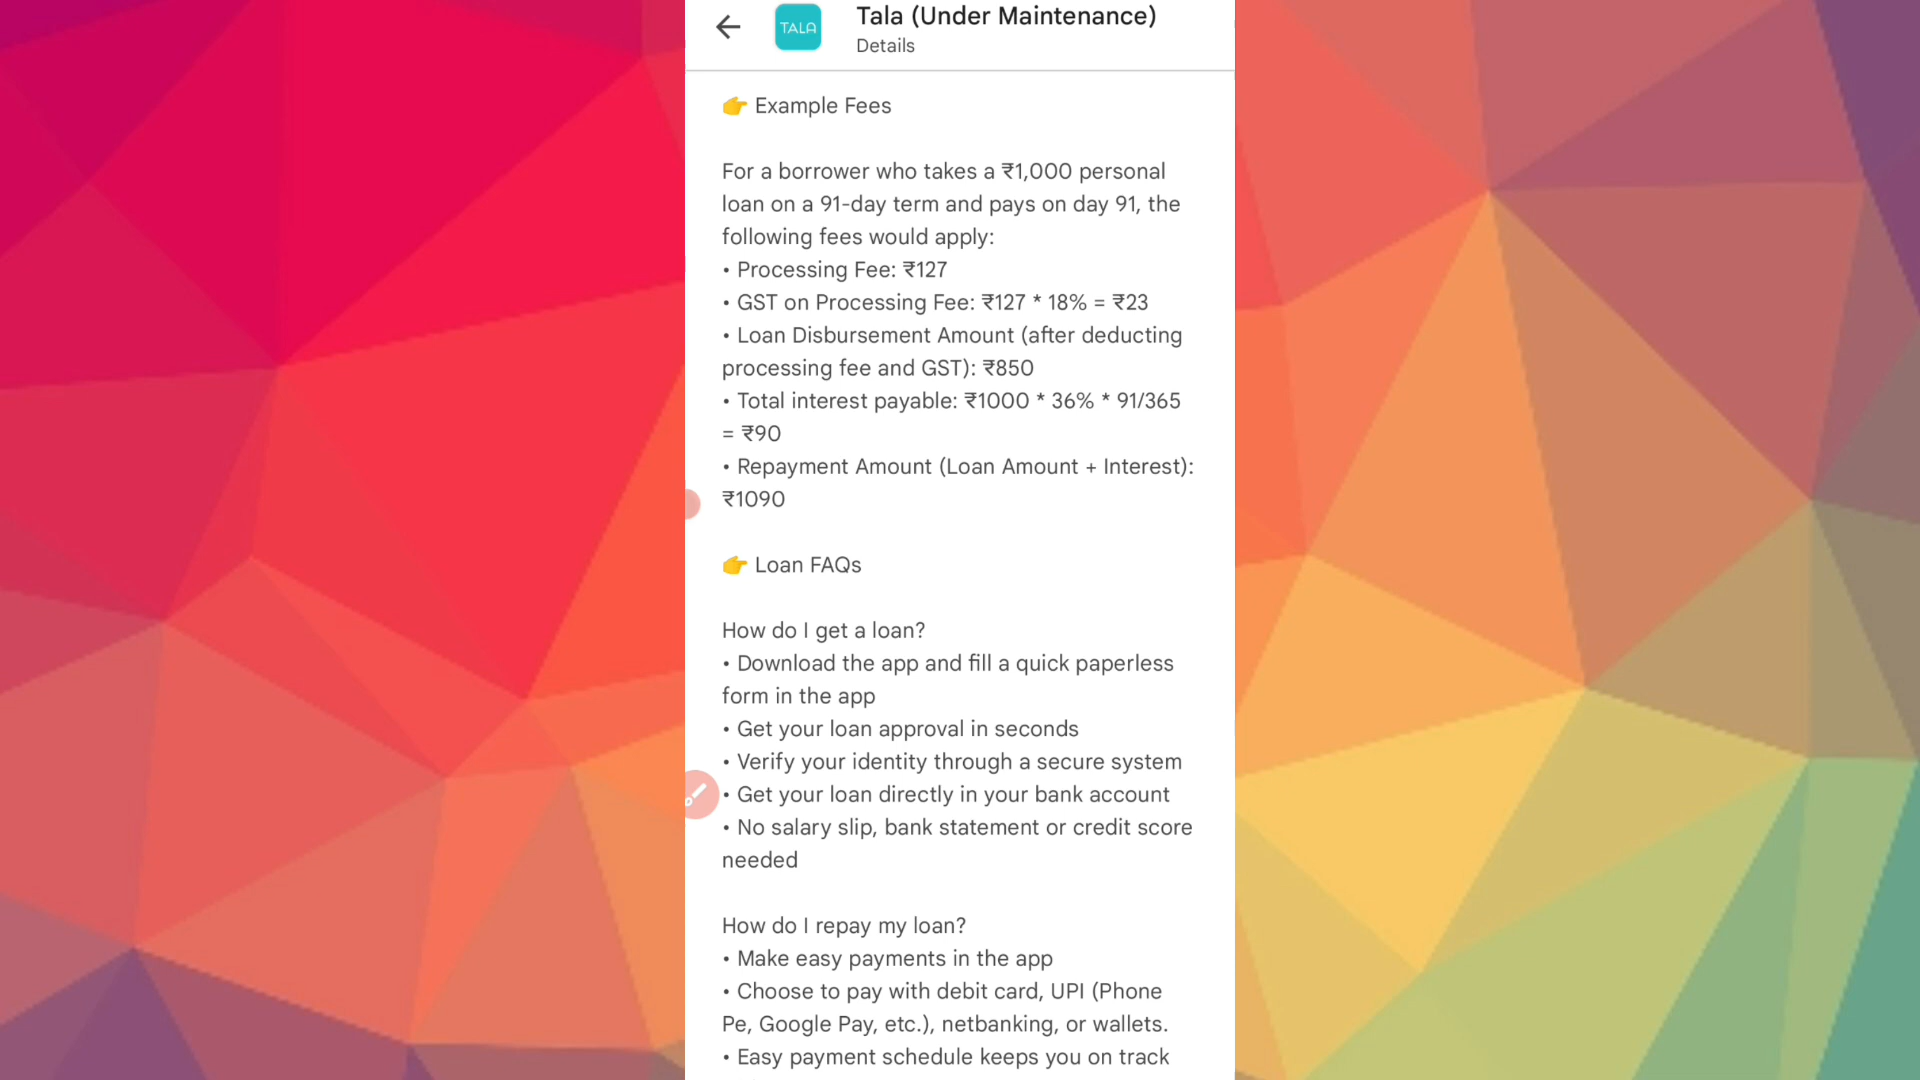 Tala (Under Maintenance)
TALA
Details
👉 Example Fees
For a borrower who takes a ₹1,000 personal
loan on a 91-day term and pays on day 91, the
following fees would apply:
• Processing Fee: ₹127
• GST on Processing Fee: ₹127 * 18% = ₹23
• Loan Disbursement Amount (after deducting
processing fee and GST): ₹850
• Total interest payable: ₹1000 * 36% * 91/365
= ₹90
• Repayment Amount (Loan Amount + Interest):
₹1090
👉 Loan FAQs
How do I get a loan?
• Download the app and fill a quick paperless
form in the app
• Get your loan approval in seconds
• Verify your identity through a secure system
• Get your loan directly in your bank account
• No salary slip, bank statement or credit score
needed
How do I repay my loan?
• Make easy payments in the app
• Choose to pay with debit card, UPI (Phone
Pe, Google Pay, etc.), netbanking, or wallets.
• Easy payment schedule keeps you on track